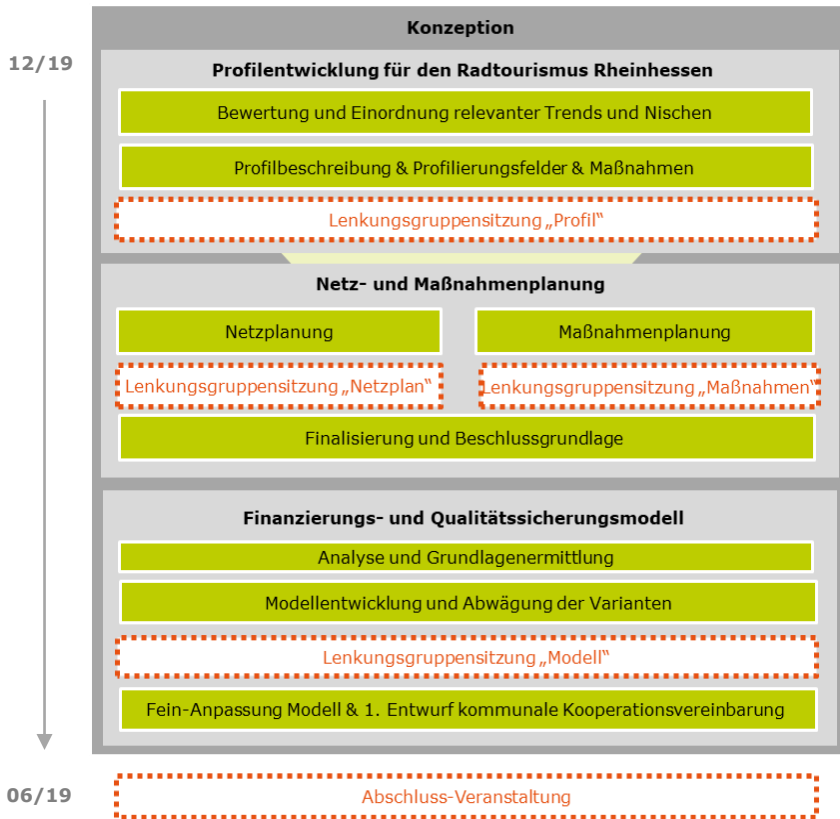 Konzeption
12/19
Profilentwicklung für den Radtourismus Rheinhessen
Bewertung und Einordnung relevanter Trends und Nischen
Profilbeschreibung & Profilierungsfelder & Maßnahmen
Lenkungsgruppensitzung „Profil“
Netz- und Maßnahmenplanung
Netzplanung
Maßnahmenplanung
Lenkungsgruppensitzung „Netzplan“
Lenkungsgruppensitzung „Maßnahmen“
Finalisierung und Beschlussgrundlage
Finanzierungs- und Qualitätssicherungsmodell
Analyse und Grundlagenermittlung
Modellentwicklung und Abwägung der Varianten
Lenkungsgruppensitzung „Modell“
Fein-Anpassung Modell & 1. Entwurf kommunale Kooperationsvereinbarung
06/19
Abschluss-Veranstaltung